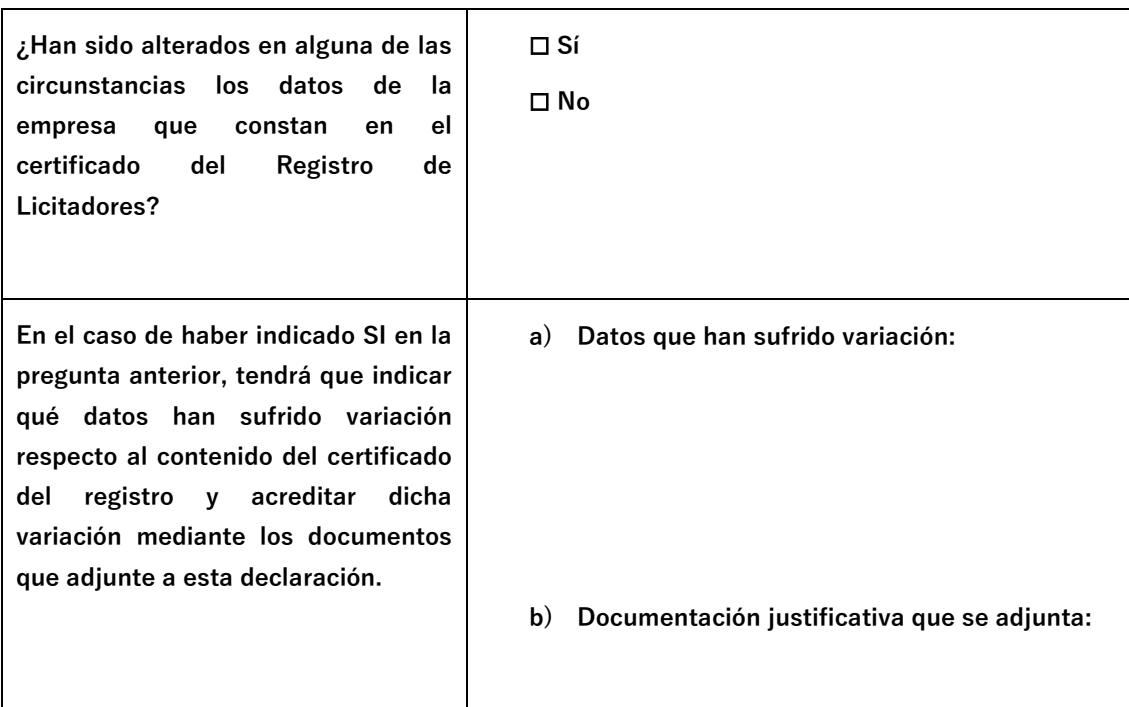 ¿Han sido alterados en alguna de las
circunstancias los datos de la
empresa que constan en el
certificado del Registro de
Licitadores?
☐ Sí
☐ No
En el caso de haber indicado SI en la
pregunta anterior, tendrá que indicar
qué datos han sufrido variación
respecto al contenido del certificado
del registro y acreditar dicha
variación mediante los documentos
que adjunte a esta declaración.
a) Datos que han sufrido variación:
b) Documentación justificativa que se adjunta: